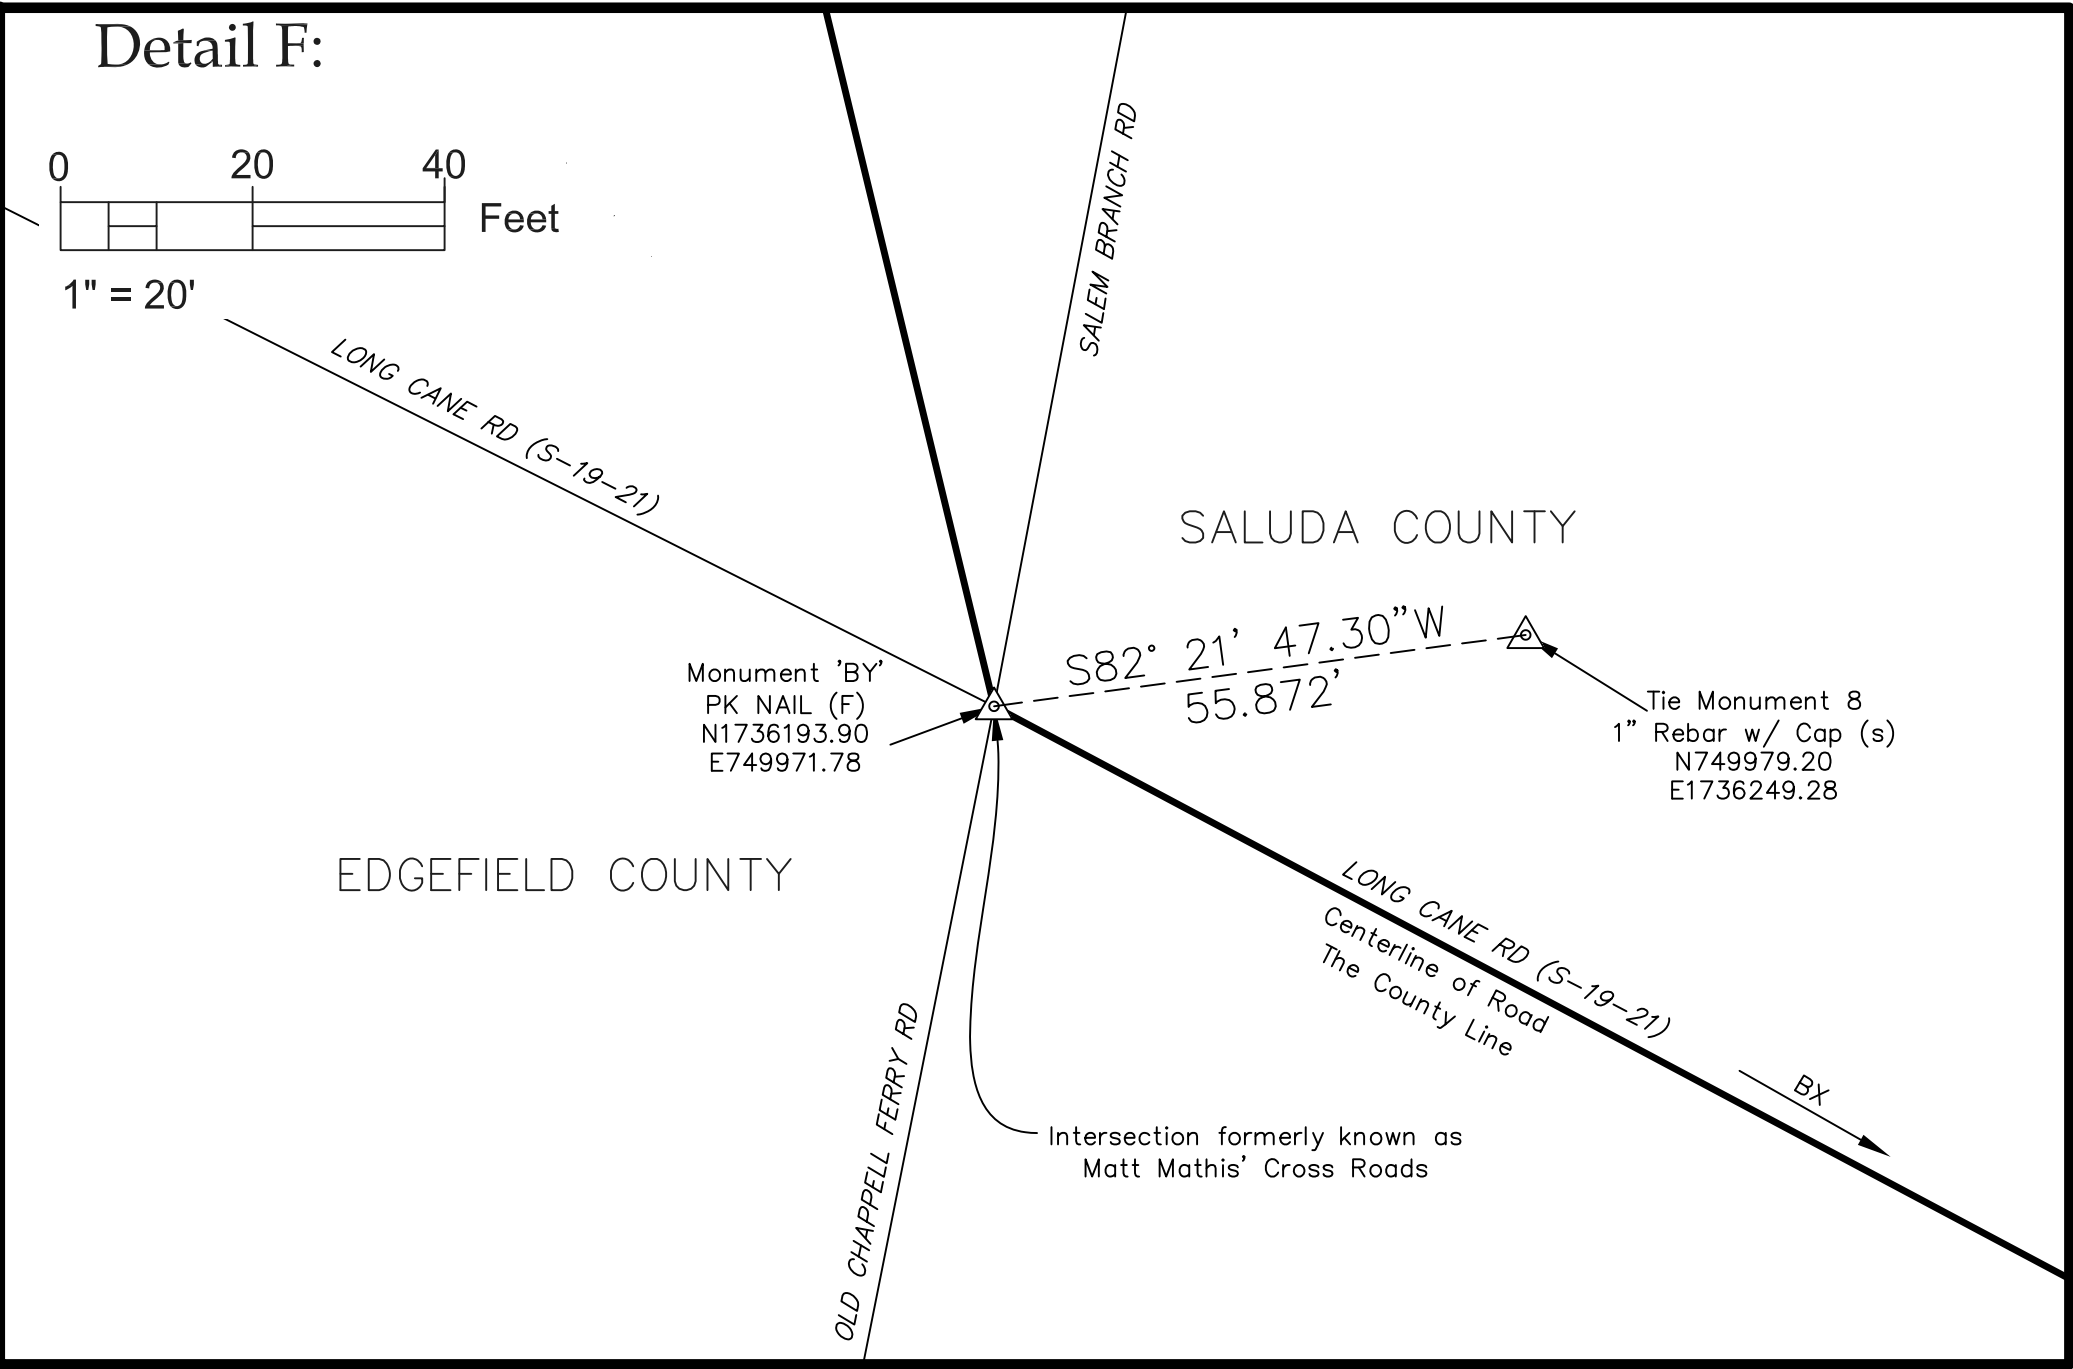 Detail F:
0 20 40
Feet
1" = 20'
SALEM BRANCH RD
LONG CANE RD (S-19-21)
SALUDA COUNTY
S82° 21' 47.30"W
55.872'
Monument 'BY'
PK NAIL (F)
N1736193.90
E749971.78
Tie Monument 8
1" Rebar w/ Cap (s)
N749979.20
E1736249.28
EDGEFIELD COUNTY
LONG CANE RD (S-19-21)
Centerline of Road
The County Line
BX
OLD CHAPPELL FERRY RD
Intersection formerly known as
Matt Mathis' Cross Roads